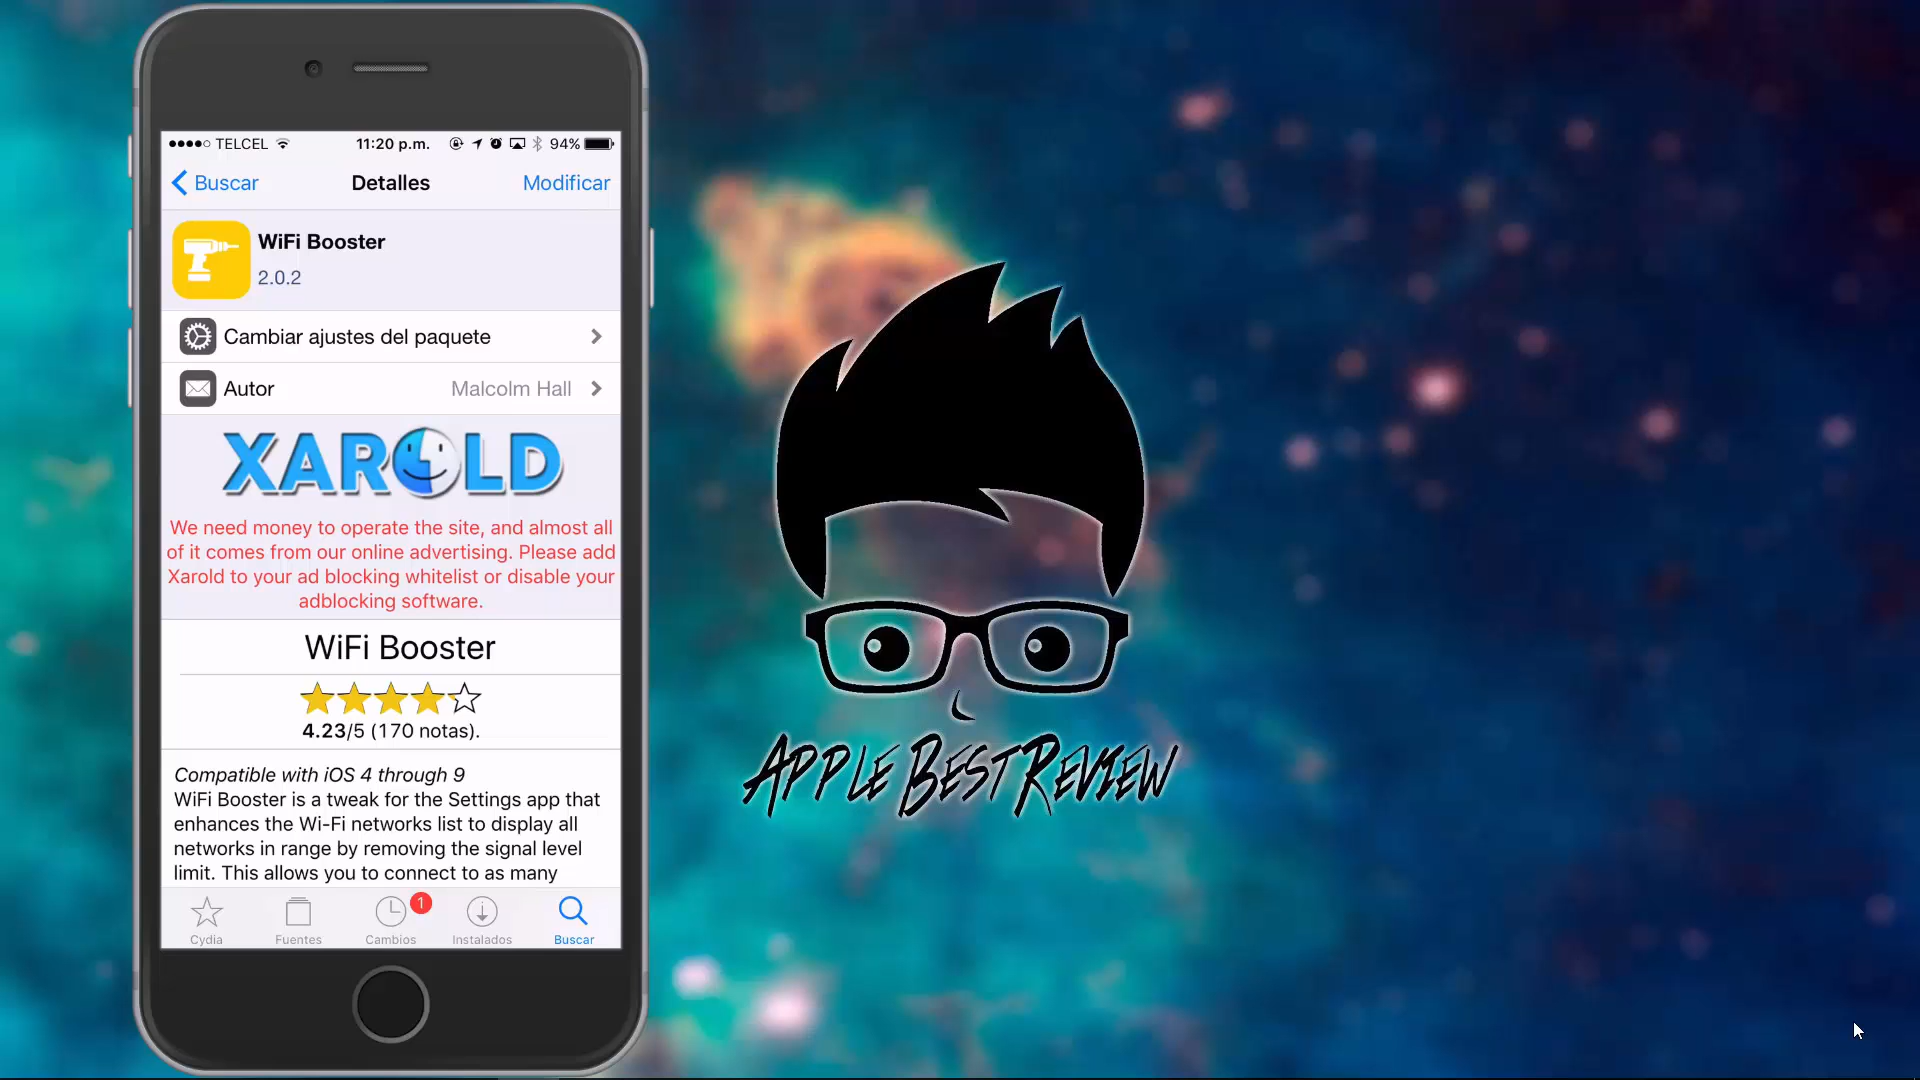 TELCEL
11:20 p.m.
94%
Buscar
Detalles
Modificar
WiFi Booster
2.0.2
Cambiar ajustes del paquete
Autor
Malcolm Hall
XAROLD
We need money to operate the site, and almost all
of it comes from our online advertising. Please add
Xarold to your ad blocking whitelist or disable your
adblocking software.
WiFi Booster
4.23/5 (170 notas).
Compatible with iOS 4 through 9
WiFi Booster is a tweak for the Settings app that
enhances the Wi-Fi networks list to display all
networks in range by removing the signal level
limit. This allows you to connect to as many
1
Cydia
Fuentes
Cambios
Instalados
Buscar
APPLE BEST REVIEW